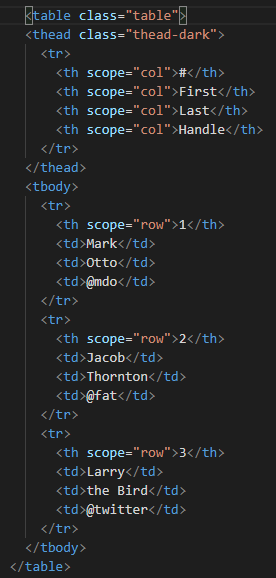 <table class="table">
<thead class="thead-dark">
<tr>
<th scope="col">#</th>
<th scope="col">First</th>
<th scope="col">Last</th>
<th scope="col">Handle</th>
</tr>
</thead>
<tbody>
<tr>
<th scope="row">1</th>
<td>Mark</td>
<td>Otto</td>
<td>@mdo</td>
</tr>
<tr>
<th scope="row">2</th>
<td>Jacob</td>
<td>Thornton</td>
<td>@fat</td>
</tr>
<tr>
<th scope="row">3</th>
<td>Larry</td>
<td>the Bird</td>
<td>@twitter</td>
</tr>
</tbody>
</table>